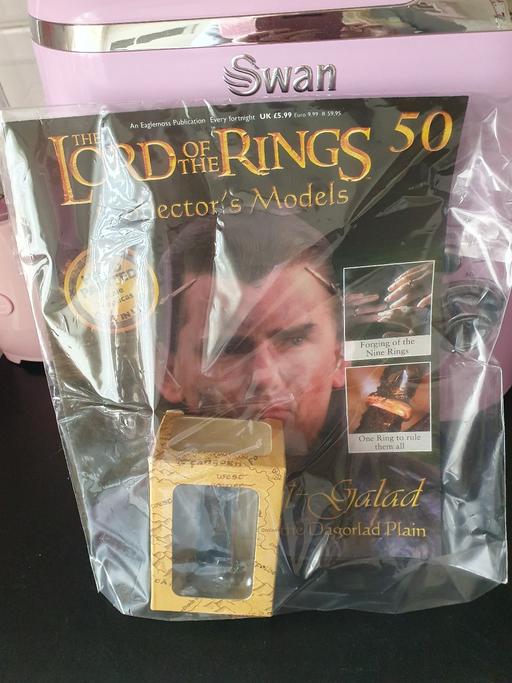 Swan
An Eaglemoss Publication Every fortnight UK £5.99 Euro 9.99 R 59.95
THE LORD OF THE RINGS 50
Collector's Models
Forging of the
Nine Rings
One Ring to rule
them all
Galad
Dagorlad Plain